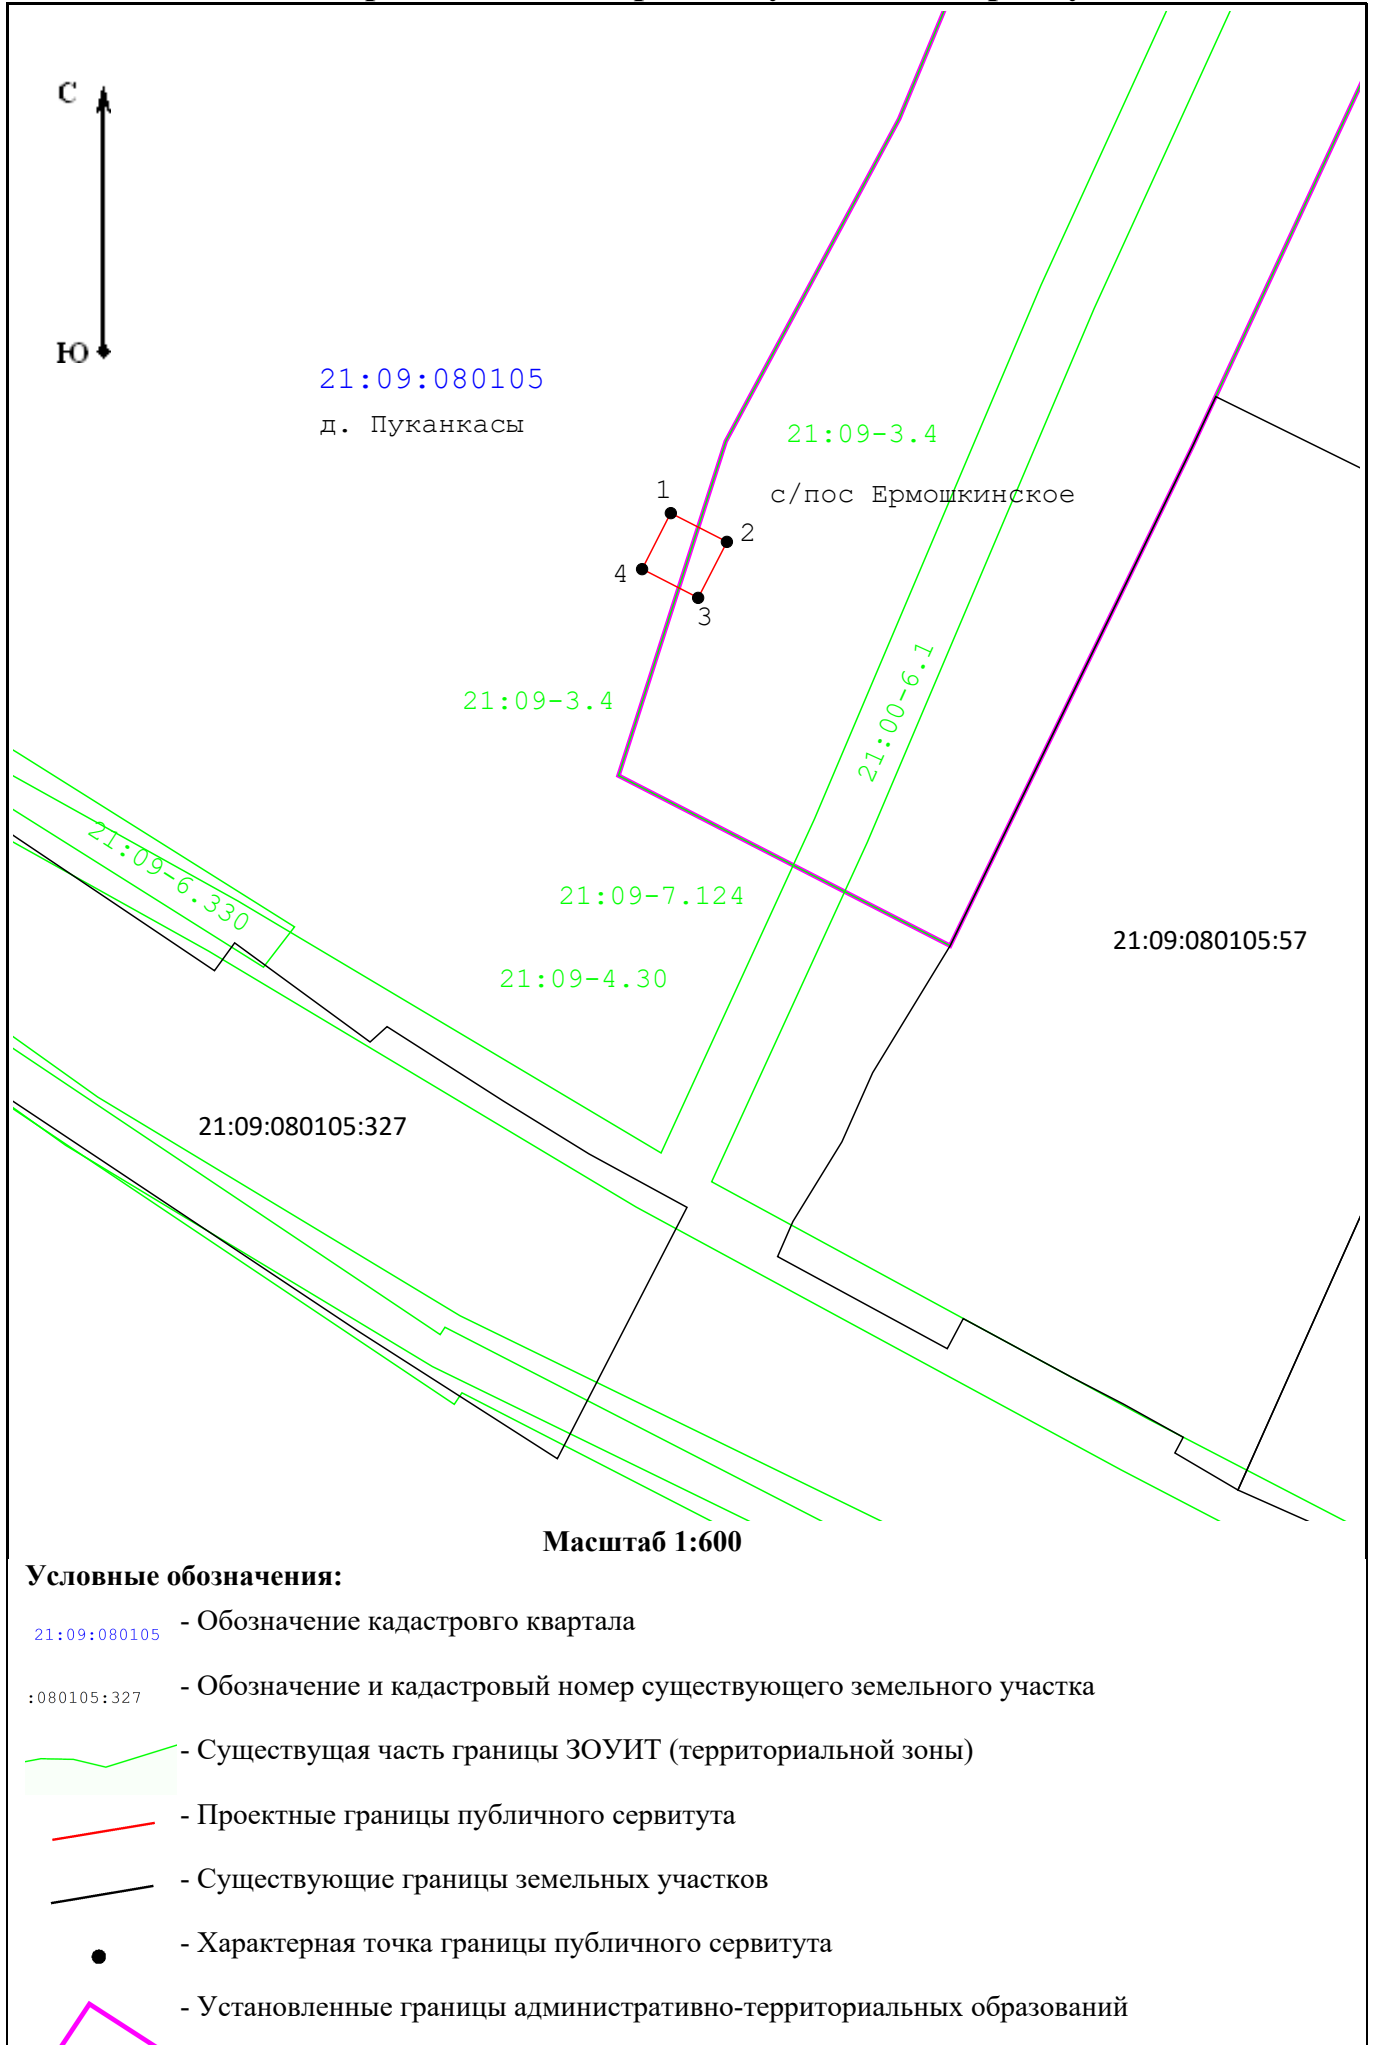 С
Ю
21:09:080105
д. Пуканкасы
21:09-3.4
с/пос Ермошкинское
1
2
4
3
21:00-6.1
21:09-3.4
21:09-6.330
21:09-7.124
21:09:080105:57
21:09-4.30
21:09:080105:327
Масштаб 1:600
Условные обозначения:
21:09:080105 - Обозначение кадастровго квартала
:080105:327 - Обозначение и кадастровый номер существующего земельного участка
- Существущая часть границы ЗОУИТ (территориальной зоны)
- Проектные границы публичного сервитута
- Существующие границы земельных участков
- Характерная точка границы публичного сервитута
- Установленные границы административно-территориальных образований